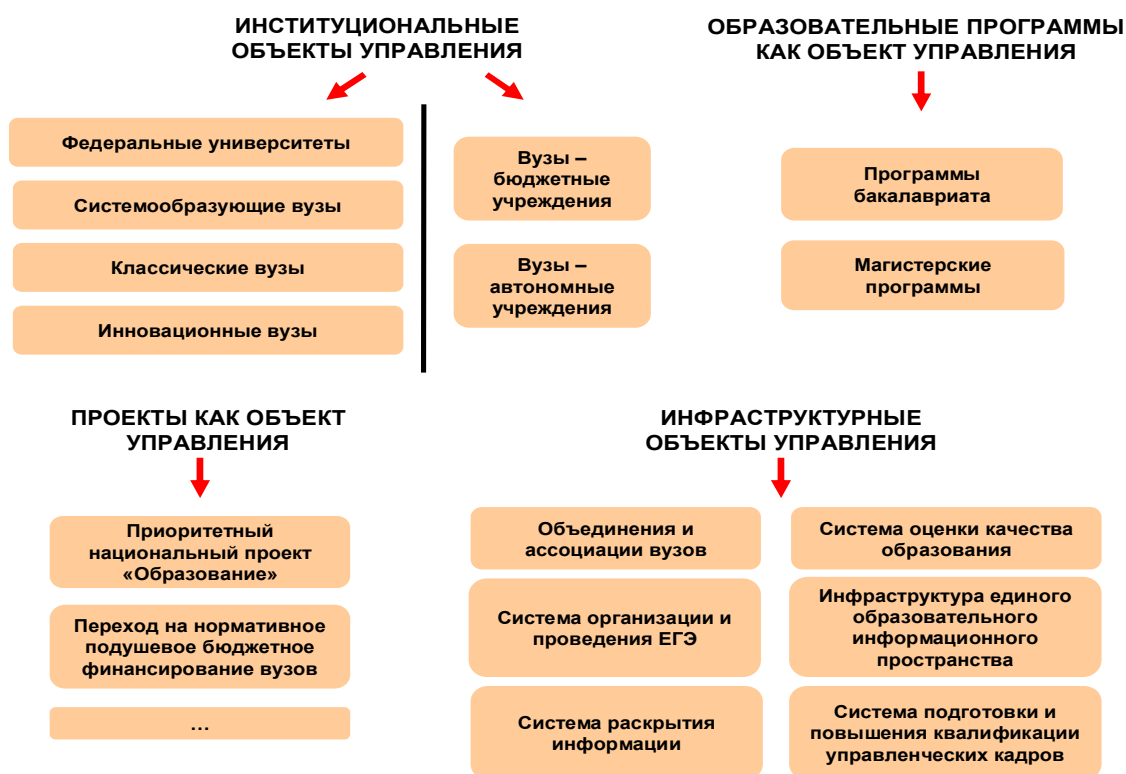 ИНСТИТУЦИОНАЛЬНЫЕ
ОБЪЕКТЫ УПРАВЛЕНИЯ
Федеральные университеты
Системообразующие вузы
Классические вузы
Инновационные вузы
Вузы –
бюджетные
учреждения
Вузы –
автономные
учреждения
ОБРАЗОВАТЕЛЬНЫЕ ПРОГРАММЫ
КАК ОБЪЕКТ УПРАВЛЕНИЯ
Программы
бакалавриата
Магистерские
программы
ПРОЕКТЫ КАК ОБЪЕКТ
УПРАВЛЕНИЯ
Приоритетный
национальный проект
«Образование»
Переход на нормативное
подушевое бюджетное
финансирование вузов
…
ИНФРАСТРУКТУРНЫЕ
ОБЪЕКТЫ УПРАВЛЕНИЯ
Объединения и
ассоциации вузов
Система организации и
проведения ЕГЭ
Система раскрытия
информации
Система оценки качества
образования
Инфраструктура единого
образовательного
информационного
пространства
Система подготовки и
повышения квалификации
управленческих кадров